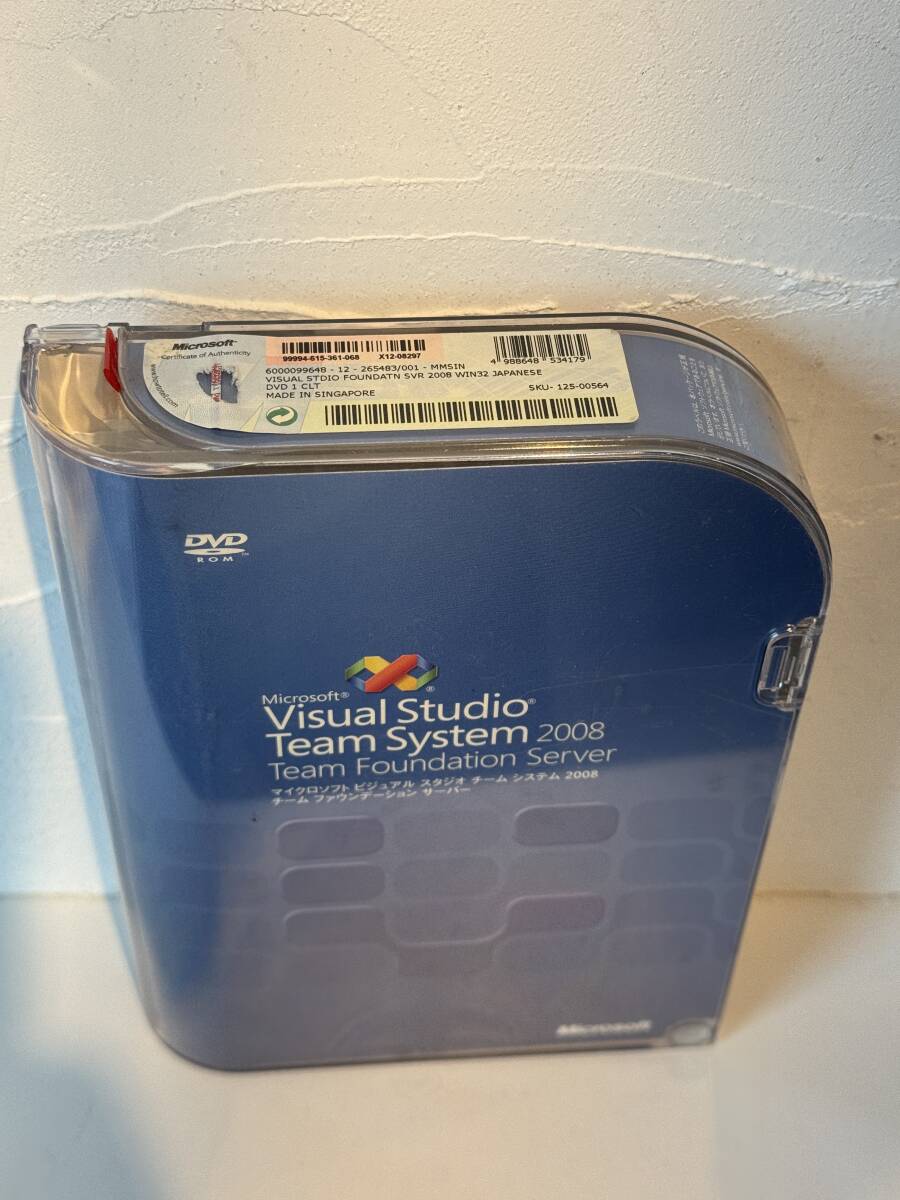 Microsoft®
Certificate of Authenticity
www.howtotell.com
99994-615-361-068 X12-08297
6000099648 - 12 - 265483/001 - MMSIN
VISUAL STDIO FOUNDATN SVR 2008 WIN32 JAPANESE
DVD 1 CLT
MADE IN SINGAPORE
4 988648 534179
SKU- 125-00564
DVD
ROM
Microsoft®
Visual Studio®
Team System 2008
Team Foundation Server
マイクロソフト ビジュアル スタジオ チーム システム 2008
チーム ファウンデーション サーバー
Microsoft